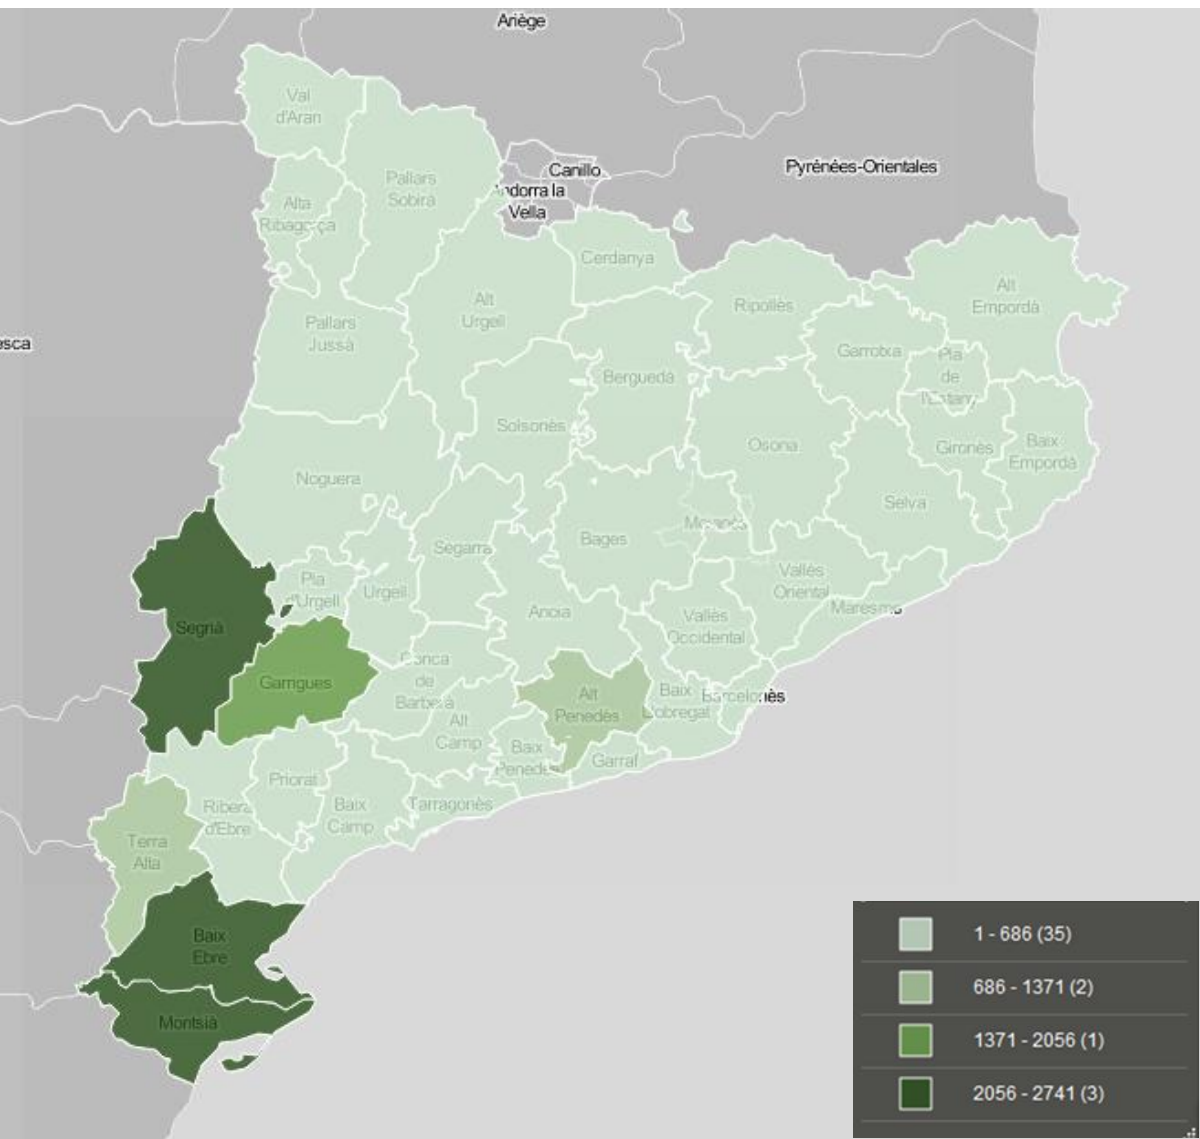 Ariège
Val
d'Aran
Pyrénées-Orientales
Canillo
Andorra la
Vella
Pallars
Sobirà
Alta
Ribagorça
Cerdanya
Alt
Urgell
Ripollès
Alt
Empordà
Pallars
Jussà
esca
Garrotxa
Pla
de
l'Estany
Berguedà
Solsonès
Osona
Gironès
Baix
Empordà
Noguera
Selva
Moianès
Bages
Segarra
Pla
d'Urgell
Urgell
Vallès
Oriental
Maresme
Anoia
Vallès
Occidental
Segrià
Garrigues
Conca
de
Barberà
Alt
Penedès
Baix
Llobregat
Barcelonès
Alt
Camp
Baix
Penedès
Garraf
Priorat
Ribera
d'Ebre
Baix
Camp
Tarragonès
Terra
Alta
Baix
Ebre
Montsià
1 - 686 (35)
686 - 1371 (2)
1371 - 2056 (1)
2056 - 2741 (3)